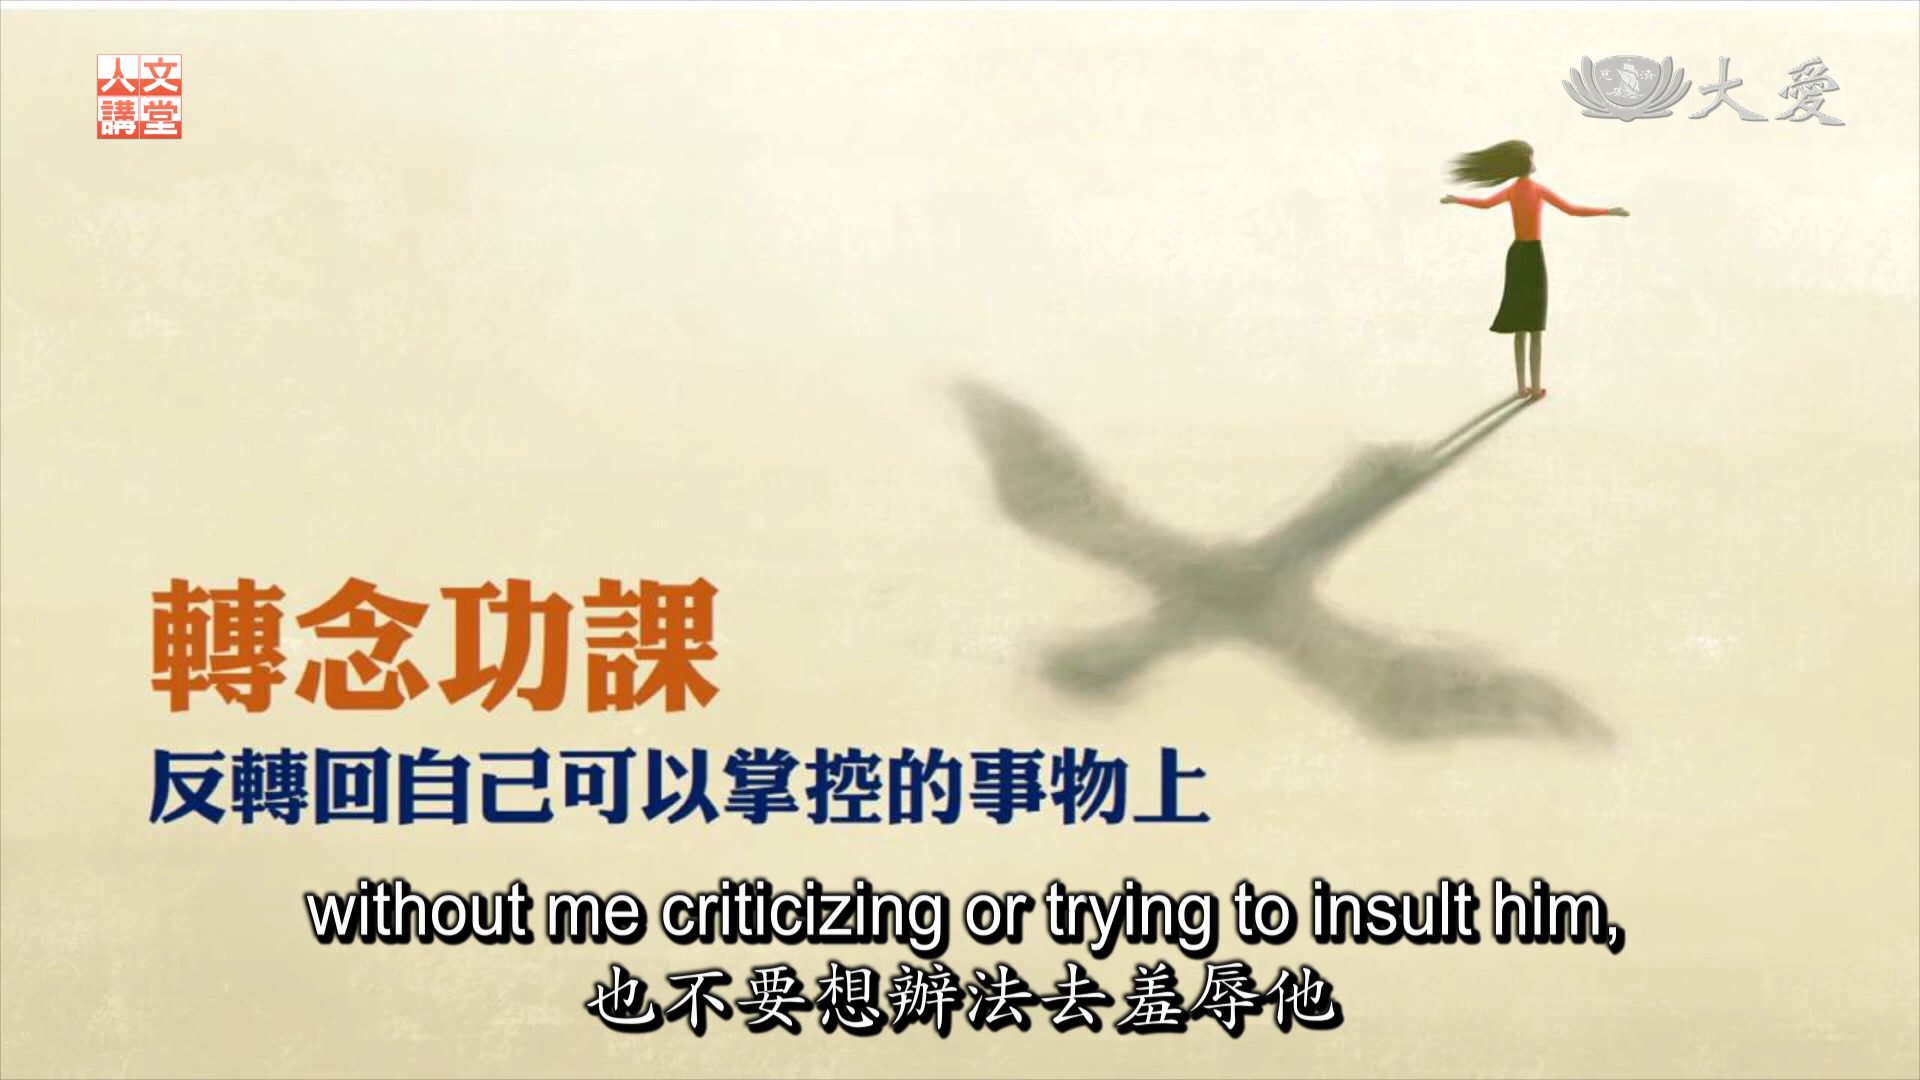 人文
講堂
慈濟
大愛
轉念功課
反轉回自己可以掌控的事物上
without me criticizing or trying to insult him,
也不要想辦法去羞辱他